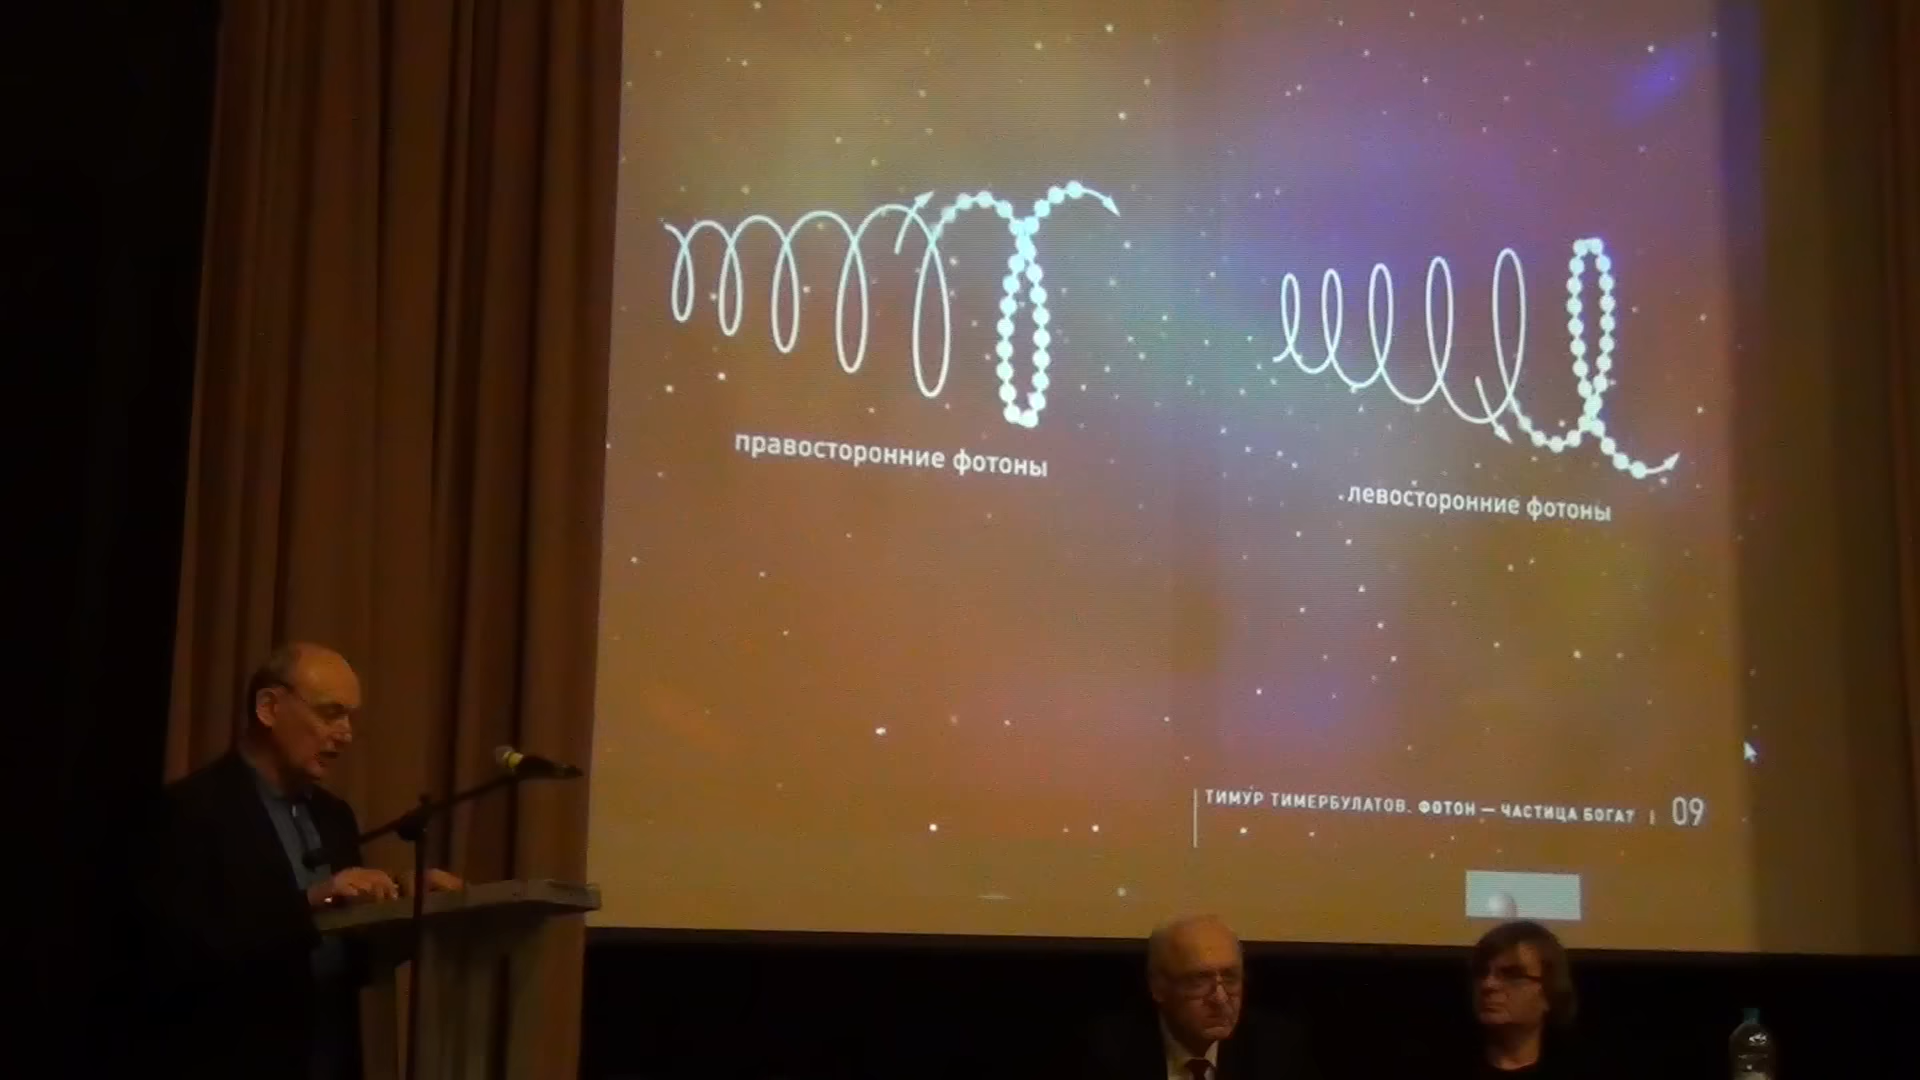 правосторонние фотоны
левосторонние фотоны
ТИМУР ТИМЕРБУЛАТОВ. ФОТОН — ЧАСТИЦА БОГА? | 09